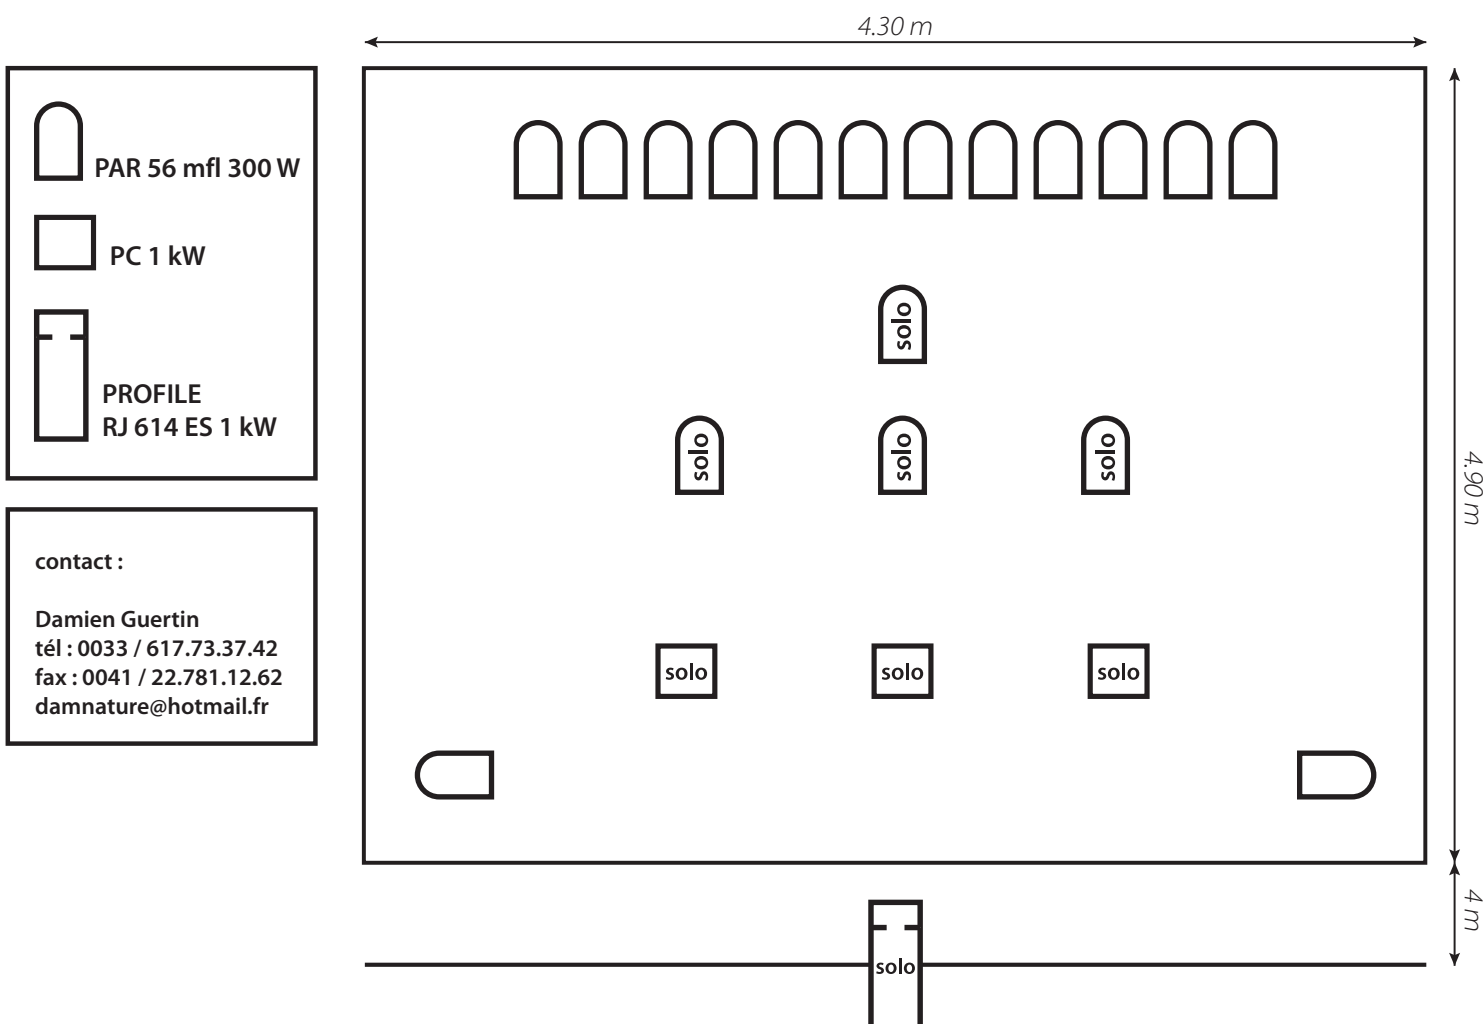 4.30 m
PAR 56 mfl 300 W
PC 1 kW
PROFILE
RJ 614 ES 1 kW
contact :
Damien Guertin
tél : 0033 / 617.73.37.42
fax : 0041 / 22.781.12.62
damnature@hotmail.fr
solo
solo
solo
solo
4.90 m
solo
solo
solo
4 m
solo